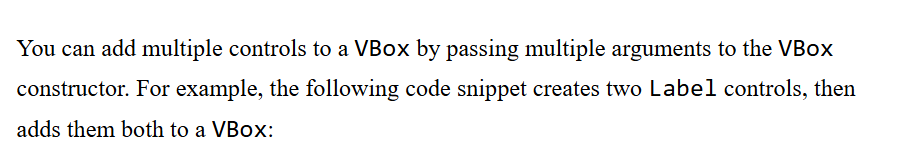 You can add multiple controls to a VBox by passing multiple arguments to the VBox
constructor. For example, the following code snippet creates two Label controls, then
adds them both to a VBox: